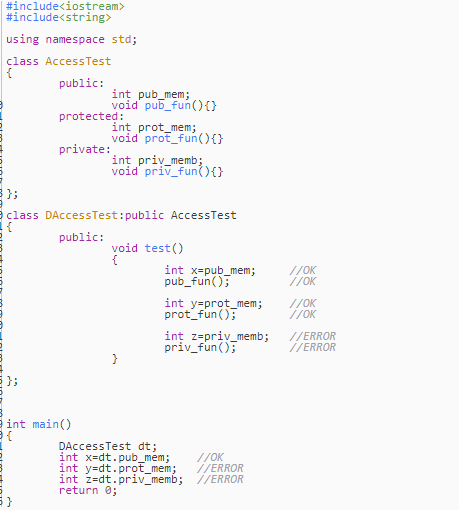 #include<iostream>
#include<string>
using namespace std;
class AccessTest
{
public:
int pub_mem;
void pub_fun(){}
protected:
int prot_mem;
void prot_fun(){}
private:
int priv_memb;
void priv_fun(){}
};
class DAccessTest:public AccessTest
{
public:
void test()
{
int x=pub_mem; //OK
pub_fun(); //OK
int y=prot_mem; //OK
prot_fun(); //OK
int z=priv_memb; //ERROR
priv_fun(); //ERROR
}
};
int main()
{
DAccessTest dt;
int x=dt.pub_mem; //OK
int y=dt.prot_mem; //ERROR
int z=dt.priv_memb; //ERROR
return 0;
}